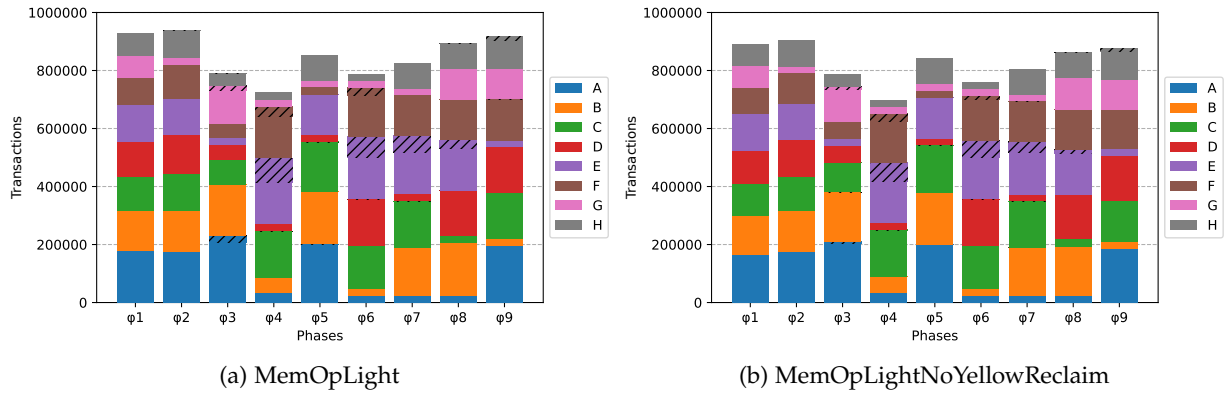 1000000
800000
600000
400000
200000
0
Transactions
φ1 φ2 φ3 φ4 φ5 φ6 φ7 φ8 φ9
Phases
A
B
C
D
E
F
G
H
(a) MemOpLight
1000000
800000
600000
400000
200000
0
Transactions
φ1 φ2 φ3 φ4 φ5 φ6 φ7 φ8 φ9
Phases
A
B
C
D
E
F
G
H
(b) MemOpLightNoYellowReclaim